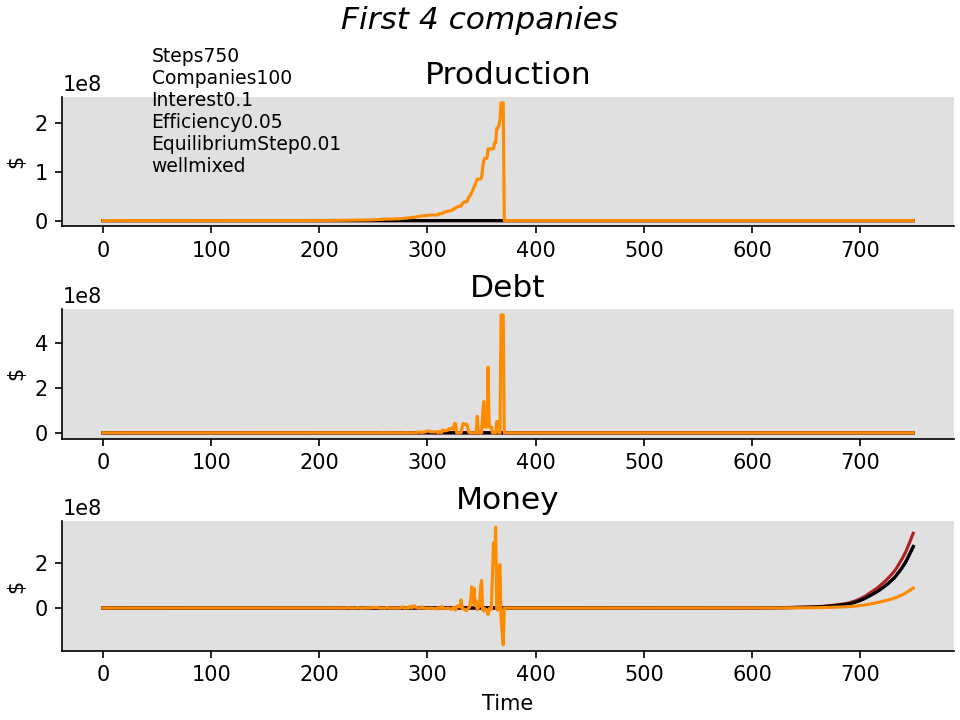 First 4 companies
Steps750
Companies100
Interest0.1
Efficiency0.05
EquilibriumStep0.01
wellmixed
Production
1e8
$
2
1
0
0 100 200 300 400 500 600 700
Debt
1e8
$
4
2
0
0 100 200 300 400 500 600 700
Money
1e8
$
2
0
0 100 200 300 400 500 600 700
Time